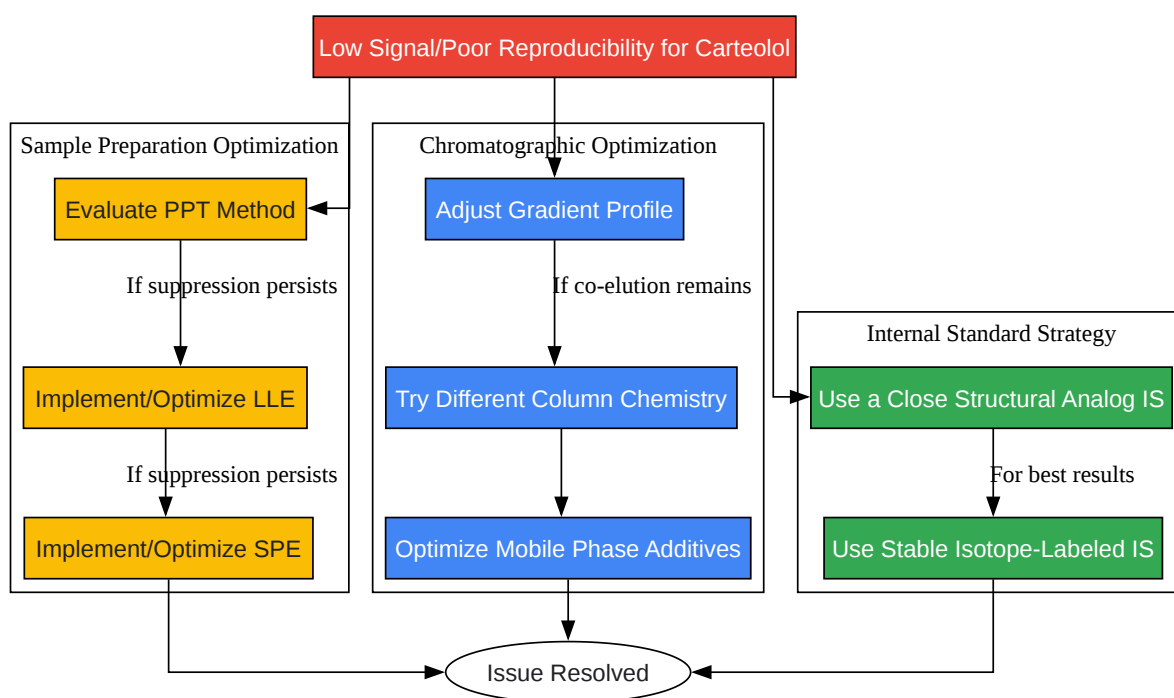 Low Signal/Poor Reproducibility for Carteolol
Sample Preparation Optimization
Evaluate PPT Method
If suppression persists
Implement/Optimize LLE
If suppression persists
Implement/Optimize SPE
Chromatographic Optimization
Adjust Gradient Profile
If co-elution remains
Try Different Column Chemistry
Optimize Mobile Phase Additives
Internal Standard Strategy
Use a Close Structural Analog IS
For best results
Use Stable Isotope-Labeled IS
Issue Resolved